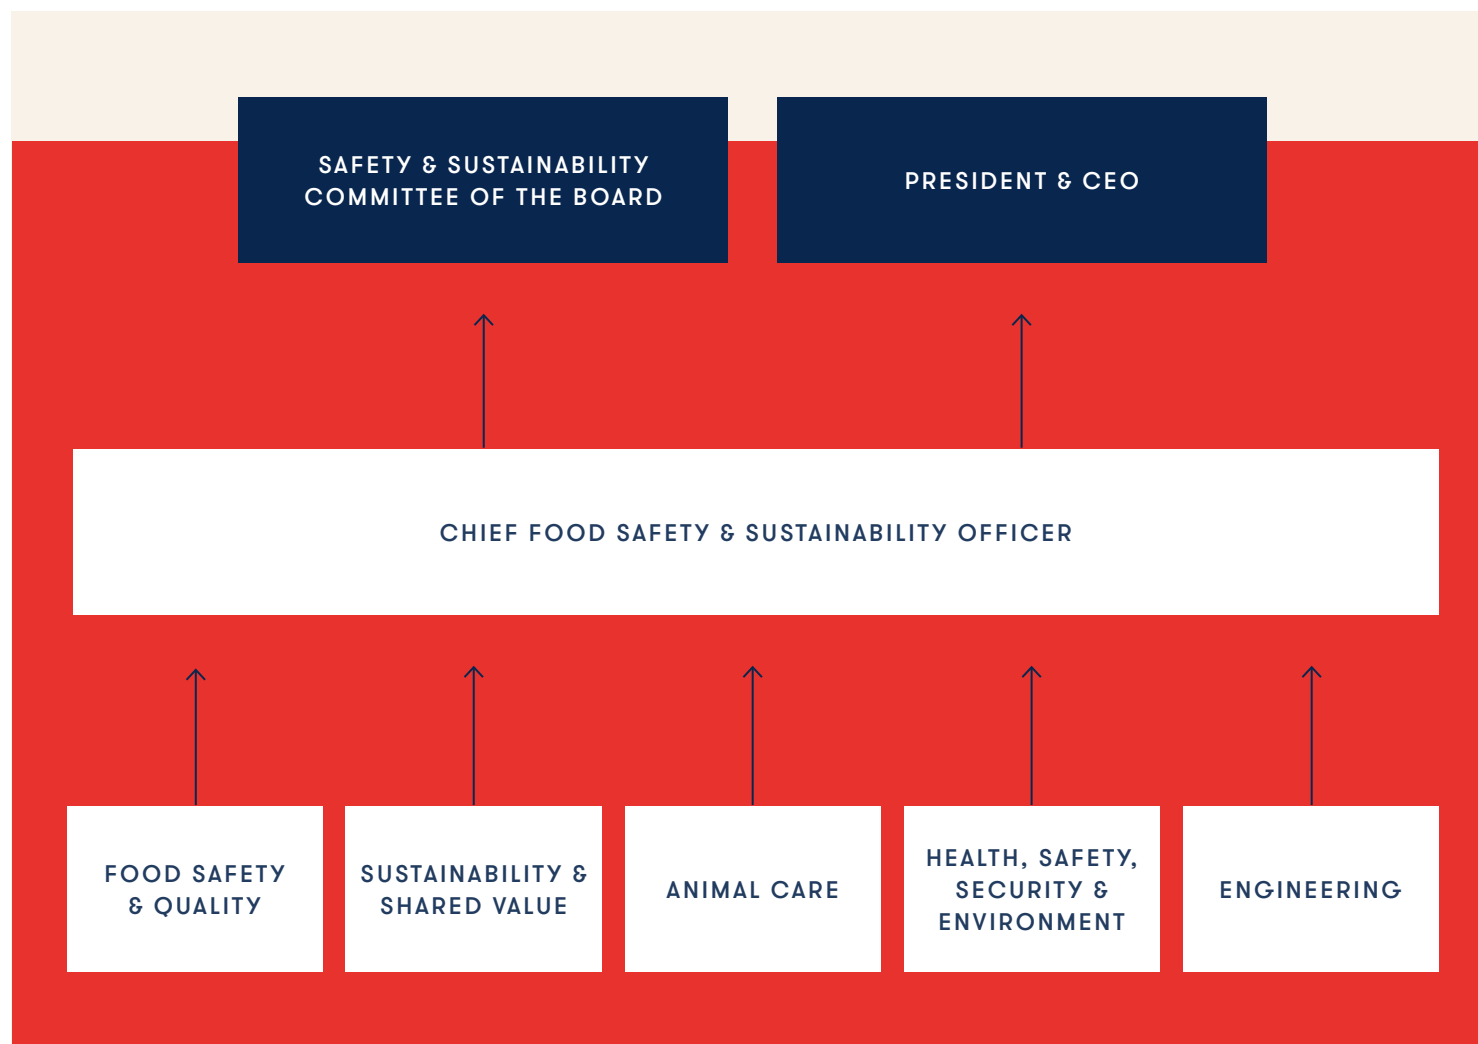 SAFETY & SUSTAINABILITY
COMMITTEE OF THE BOARD
PRESIDENT & CEO
CHIEF FOOD SAFETY & SUSTAINABILITY OFFICER
FOOD SAFETY
& QUALITY
SUSTAINABILITY &
SHARED VALUE
ANIMAL CARE
HEALTH, SAFETY,
SECURITY &
ENVIRONMENT
ENGINEERING